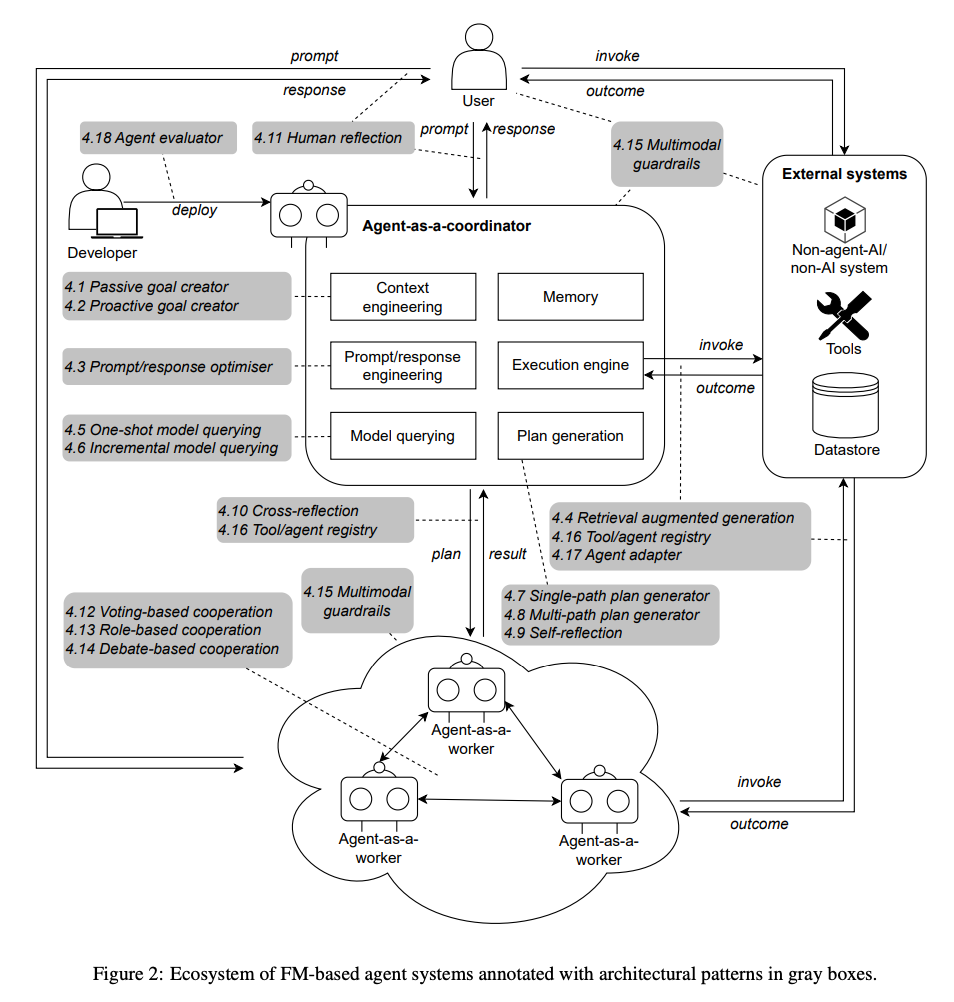 prompt
response
User
invoke
outcome
4.18 Agent evaluator
4.11 Human reflection
prompt
response
4.15 Multimodal
guardrails
Developer
deploy
Agent-as-a-coordinator
External systems
Non-agent-AI/
non-AI system
Tools
Datastore
4.1 Passive goal creator
4.2 Proactive goal creator
Context
engineering
Memory
4.3 Prompt/response optimiser
Prompt/response
engineering
Execution engine
invoke
outcome
4.5 One-shot model querying
4.6 Incremental model querying
Model querying
Plan generation
4.10 Cross-reflection
4.16 Tool/agent registry
plan
result
4.4 Retrieval augmented generation
4.16 Tool/agent registry
4.17 Agent adapter
4.15 Multimodal
guardrails
4.7 Single-path plan generator
4.8 Multi-path plan generator
4.9 Self-reflection
4.12 Voting-based cooperation
4.13 Role-based cooperation
4.14 Debate-based cooperation
Agent-as-a-
worker
Agent-as-a-
worker
Agent-as-a-
worker
invoke
outcome
Figure 2: Ecosystem of FM-based agent systems annotated with architectural patterns in gray boxes.